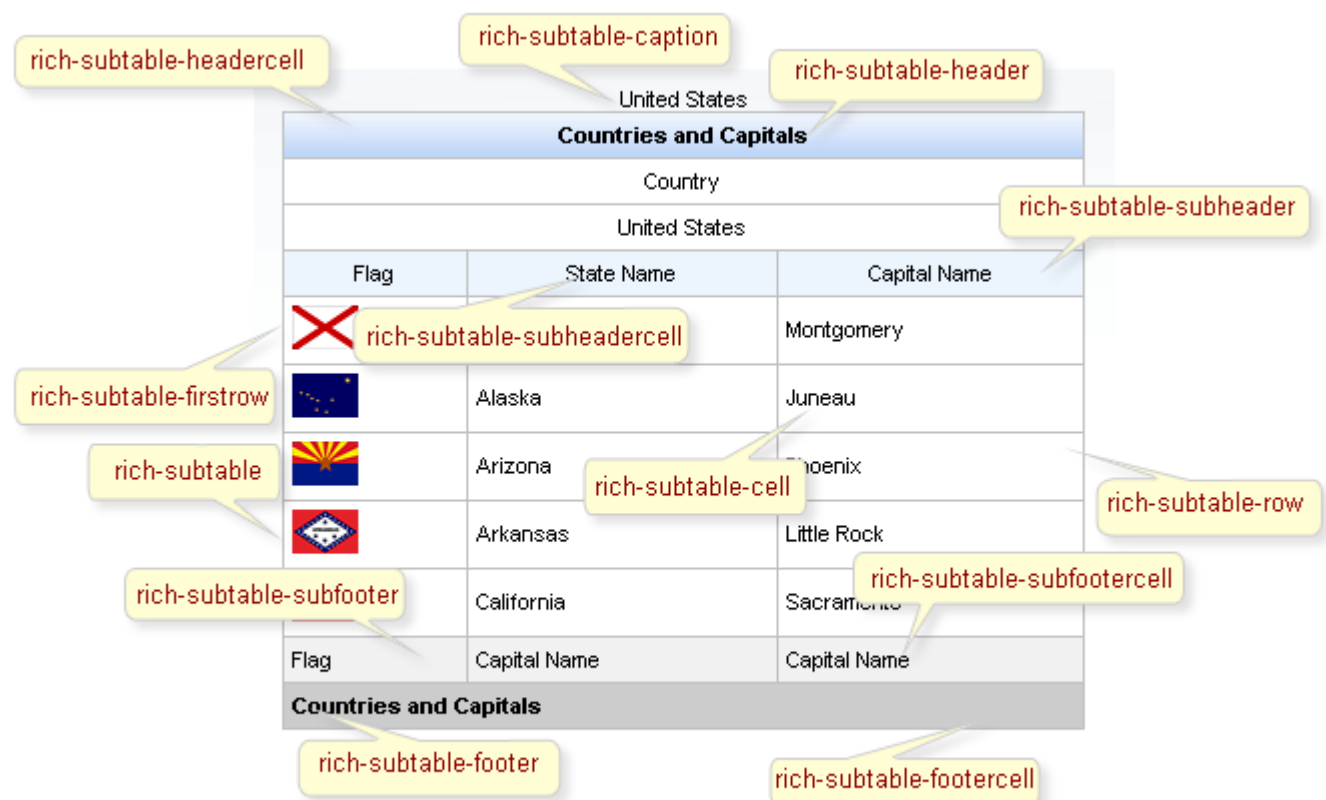 rich-subtable-caption
rich-subtable-headercell
rich-subtable-header
United States
Countries and Capitals
Country
rich-subtable-subheader
United States
Flag State Name Capital Name
rich-subtable-subheadercell
Montgomery
rich-subtable-firstrow
Alaska Juneau
rich-subtable
Arizona
rich-subtable-cell
rich-subtable-row
Arkansas Little Rock
rich-subtable-subfootercell
rich-subtable-subfooter
California
Flag Capital Name Capital Name
Countries and Capitals
rich-subtable-footer
rich-subtable-footercell